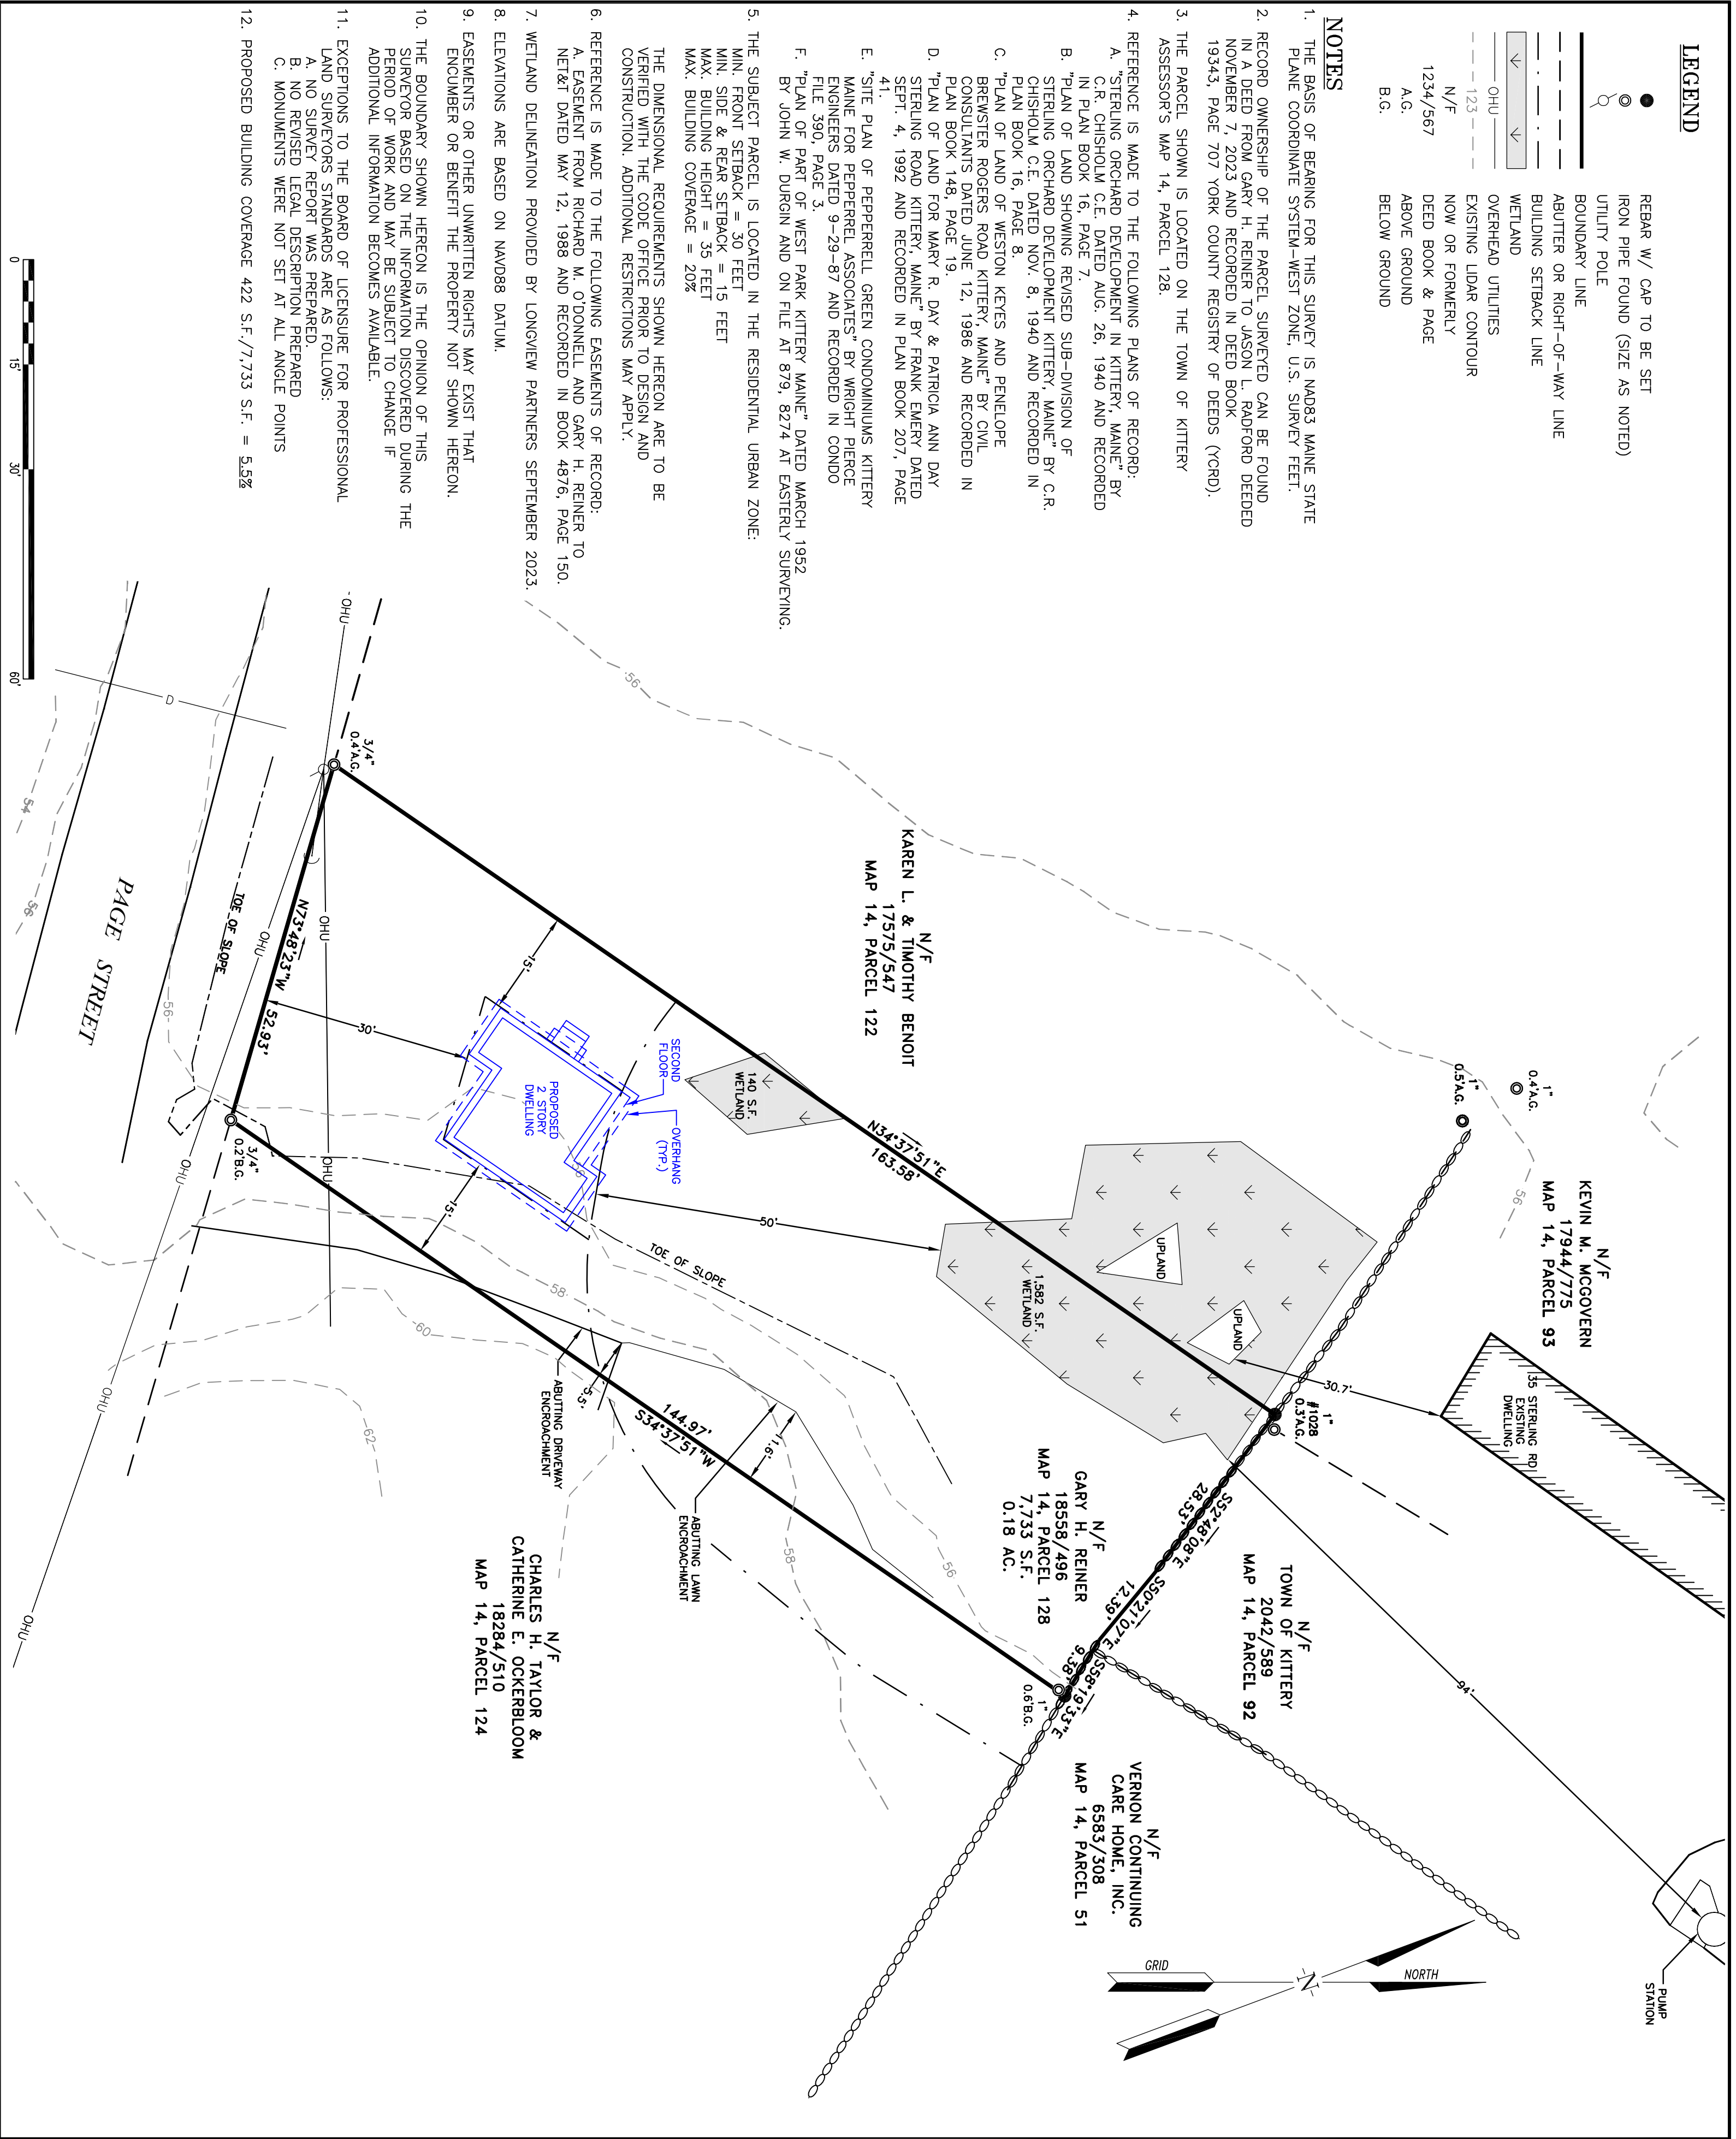 LEGEND
REBAR W/ CAP TO BE SET
IRON PIPE FOUND (SIZE AS NOTED)
UTILITY POLE
BOUNDARY LINE
ABUTTER OR RIGHT-OF-WAY LINE
BUILDING SETBACK LINE
WETLAND
OHU OVERHEAD UTILITIES
123 EXISTING LIDAR CONTOUR
N/F NOW OR FORMERLY
1234/567 DEED BOOK & PAGE
A.G. ABOVE GROUND
B.G. BELOW GROUND
NOTES
1. THE BASIS OF BEARING FOR THIS SURVEY IS NAD83 MAINE STATE
PLANE COORDINATE SYSTEM-WEST ZONE, U.S. SURVEY FEET.
2. RECORD OWNERSHIP OF THE PARCEL SURVEYED CAN BE FOUND
IN A DEED FROM GARY H. REINER TO JASON L. RADFORD DEEDED
NOVEMBER 7, 2023 AND RECORDED IN DEED BOOK
19343, PAGE 707 YORK COUNTY REGISTRY OF DEEDS (YCRD).
3. THE PARCEL SHOWN IS LOCATED ON THE TOWN OF KITTERY
ASSESSOR'S MAP 14, PARCEL 128.
4. REFERENCE IS MADE TO THE FOLLOWING PLANS OF RECORD:
A. "STERLING ORCHARD DEVELOPMENT IN KITTERY, MAINE" BY
C.R. CHISHOLM C.E. DATED AUG. 26, 1940 AND RECORDED
IN PLAN BOOK 16, PAGE 7.
B. "PLAN OF LAND SHOWING REVISED SUB-DIVISION OF
STERLING ORCHARD DEVELOPMENT KITTERY, MAINE" BY C.R.
CHISHOLM C.E. DATED NOV. 8, 1940 AND RECORDED IN
PLAN BOOK 16, PAGE 8.
C. "PLAN OF LAND OF WESTON KEYES AND PENELOPE
BREWSTER ROGERS ROAD KITTERY, MAINE" BY CIVIL
CONSULTANTS DATED JUNE 12, 1986 AND RECORDED IN
PLAN BOOK 148, PAGE 19.
D. "PLAN OF LAND FOR MARY R. DAY & PATRICIA ANN DAY
STERLING ROAD KITTERY, MAINE" BY FRANK EMERY DATED
SEPT. 4, 1992 AND RECORDED IN PLAN BOOK 207, PAGE
41.
E. "SITE PLAN OF PEPPERRELL GREEN CONDOMINIUMS KITTERY
MAINE FOR PEPPERREL ASSOCIATES" BY WRIGHT PIERCE
ENGINEERS DATED 9-29-87 AND RECORDED IN CONDO
FILE 390, PAGE 3.
F. "PLAN OF PART OF WEST PARK KITTERY MAINE" DATED MARCH 1952
BY JOHN W. DURGIN AND ON FILE AT 879, 8274 AT EASTERLY SURVEYING.
5. THE SUBJECT PARCEL IS LOCATED IN THE RESIDENTIAL URBAN ZONE:
MIN. FRONT SETBACK = 30 FEET
MIN. SIDE & REAR SETBACK = 15 FEET
MAX. BUILDING HEIGHT = 35 FEET
MAX. BUILDING COVERAGE = 20%
THE DIMENSIONAL REQUIREMENTS SHOWN HEREON ARE TO BE
VERIFIED WITH THE CODE OFFICE PRIOR TO DESIGN AND
CONSTRUCTION. ADDITIONAL RESTRICTIONS MAY APPLY.
6. REFERENCE IS MADE TO THE FOLLOWING EASEMENTS OF RECORD:
A. EASEMENT FROM RICHARD M. O'DONNELL AND GARY H. REINER TO
NET&T DATED MAY 12, 1988 AND RECORDED IN BOOK 4876, PAGE 150.
7. WETLAND DELINEATION PROVIDED BY LONGVIEW PARTNERS SEPTEMBER 2023.
8. ELEVATIONS ARE BASED ON NAVD88 DATUM.
9. EASEMENTS OR OTHER UNWRITTEN RIGHTS MAY EXIST THAT
ENCUMBER OR BENEFIT THE PROPERTY NOT SHOWN HEREON.
10. THE BOUNDARY SHOWN HEREON IS THE OPINION OF THIS
SURVEYOR BASED ON THE INFORMATION DISCOVERED DURING THE
PERIOD OF WORK AND MAY BE SUBJECT TO CHANGE IF
ADDITIONAL INFORMATION BECOMES AVAILABLE.
11. EXCEPTIONS TO THE BOARD OF LICENSURE FOR PROFESSIONAL
LAND SURVEYORS STANDARDS ARE AS FOLLOWS:
A. NO SURVEY REPORT WAS PREPARED.
B. NO REVISED LEGAL DESCRIPTION PREPARED
C. MONUMENTS WERE NOT SET AT ALL ANGLE POINTS
12. PROPOSED BUILDING COVERAGE 422 S.F./7,733 S.F. = 5.5%
0 15' 30' 60'
PUMP
STATION
94'
35 STERLING RD
EXISTING
DWELLING
N/F
KEVIN M. MCGOVERN
17944/775
MAP 14, PARCEL 93
1"
0.4'A.G.
1"
0.5'A.G.
56
30.7'
1"
#1028
0.3'A.G.
N/F
TOWN OF KITTERY
2042/589
MAP 14, PARCEL 92
S52°48'08"E
28.53'
S50°21'07"E
12.39'
S58°19'33"E
9.38'
1"
0.6'B.G.
N/F
VERNON CONTINUING
CARE HOME, INC.
6583/308
MAP 14, PARCEL 51
GRID
NORTH
-N-
UPLAND
UPLAND
1,582 S.F.
WETLAND
N/F
GARY H. REINER
18558/496
MAP 14, PARCEL 128
7,733 S.F.
0.18 AC.
N/F
KAREN L. & TIMOTHY BENOIT
17575/547
MAP 14, PARCEL 122
N34°37'51"E
163.58'
140 S.F.
WETLAND
56
SECOND
FLOOR
OVERHANG
(TYP.)
PROPOSED
2 STORY
DWELLING
56
15'
15'
50'
30'
TOE OF SLOPE
58
60
62
56
58
ABUTTING LAWN
ENCROACHMENT
11.6'
5.5'
144.97'
S34°37'51"W
ABUTTING DRIVEWAY
ENCROACHMENT
N/F
CHARLES H. TAYLOR &
CATHERINE E. OCKERBLOOM
18284/510
MAP 14, PARCEL 124
3/4"
0.4'A.G.
N73°48'23"W 52.93'
3/4"
0.2'B.G.
TOE OF SLOPE
OHU
OHU
OHU
OHU
OHU
OHU
OHU
D
56
54
56
PAGE STREET